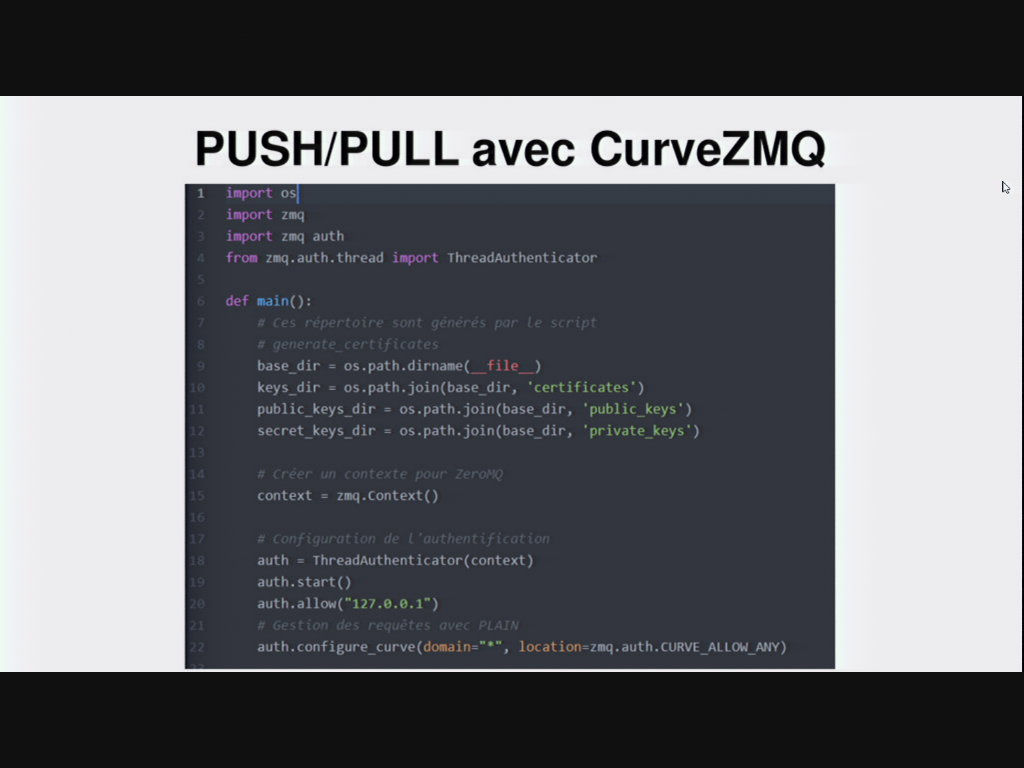 PUSH/PULL avec CurveZMQ
1 import os
2 import zmq
3 import zmq auth
4 from zmq.auth.thread import ThreadAuthenticator
5
6 def main():
7 # Ces répertoire sont générés par le script
8 # generate_certificates
9 base_dir = os.path.dirname(__file__)
10 keys_dir = os.path.join(base_dir, 'certificates')
11 public_keys_dir = os.path.join(base_dir, 'public_keys')
12 secret_keys_dir = os.path.join(base_dir, 'private_keys')
13
14 # Créer un contexte pour ZeroMQ
15 context = zmq.Context()
16
17 # Configuration de l'authentification
18 auth = ThreadAuthenticator(context)
19 auth.start()
20 auth.allow("127.0.0.1")
21 # Gestion des requêtes avec PLAIN
22 auth.configure_curve(domain="*", location=zmq.auth.CURVE_ALLOW_ANY)